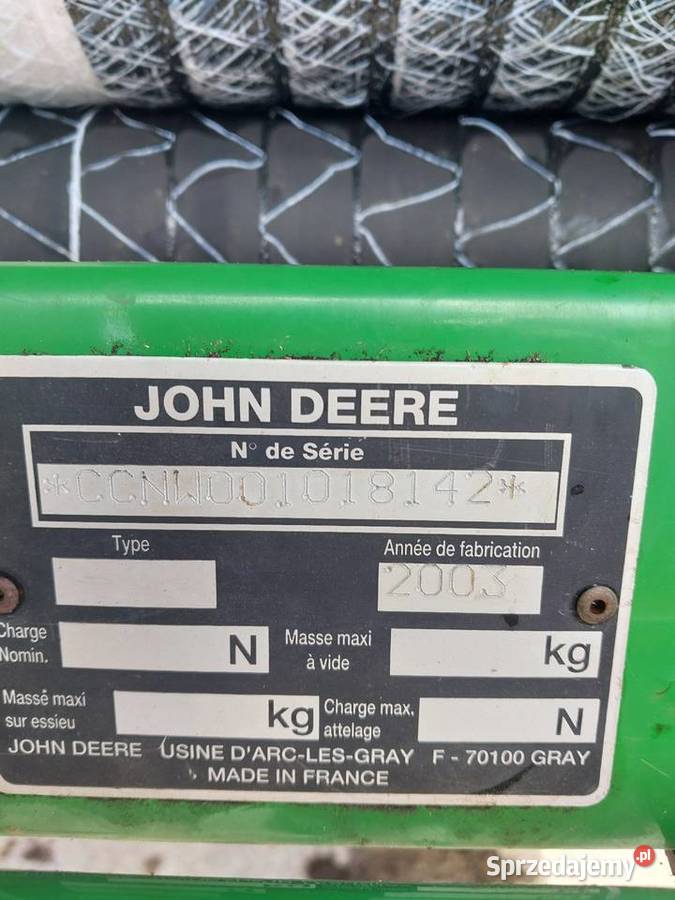 JOHN DEERE
N° de Série
*CCNW001018142*
Type
Année de fabrication
2003
Charge Nomin.
N
Masse maxi à vide
kg
Masse maxi sur essieu
kg
Charge max. attelage
N
JOHN DEERE USINE D'ARC-LES-GRAY F - 70100 GRAY
MADE IN FRANCE
Sprzedajemy.pl